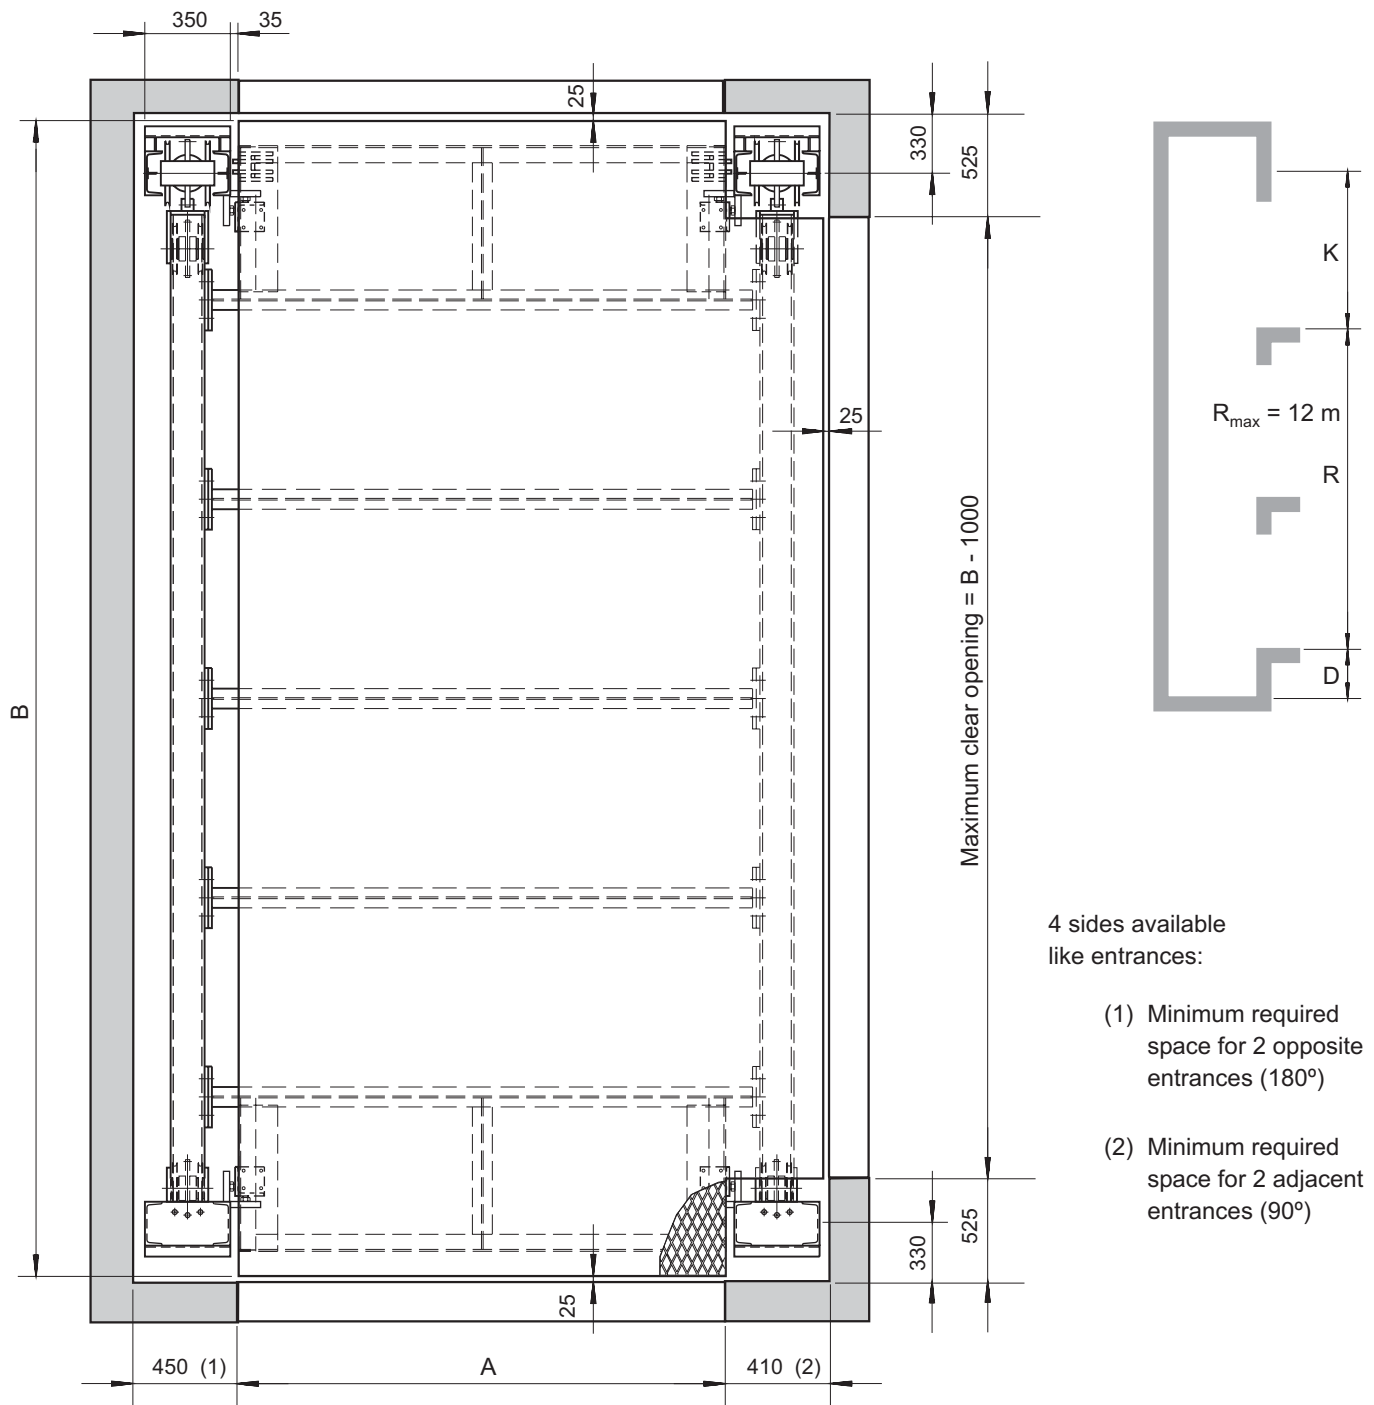 350
35
25
330
525
K
R
max = 12 m
25
R
Maximum clear opening = B - 1000
D
B
4 sides available
like entrances:
(1) Minimum required
space for 2 opposite
entrances (180º)
(2) Minimum required
space for 2 adjacent
entrances (90º)
525
330
25
450 (1)
A
410 (2)